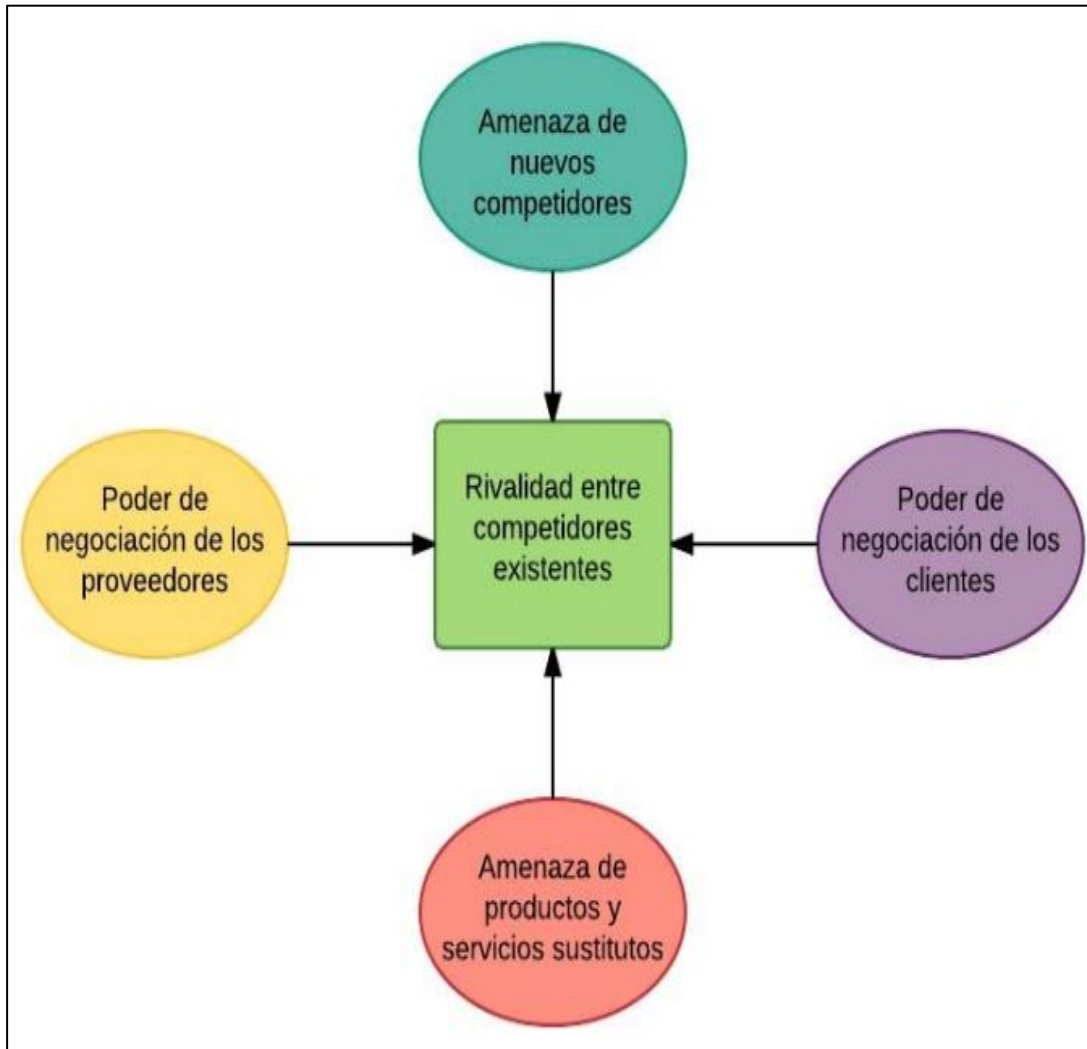 Amenaza de
nuevos
competidores
Poder de
negociación de los
proveedores
Rivalidad entre
competidores
existentes
Poder de
negociación de los
clientes
Amenaza de
productos y
servicios sustitutos